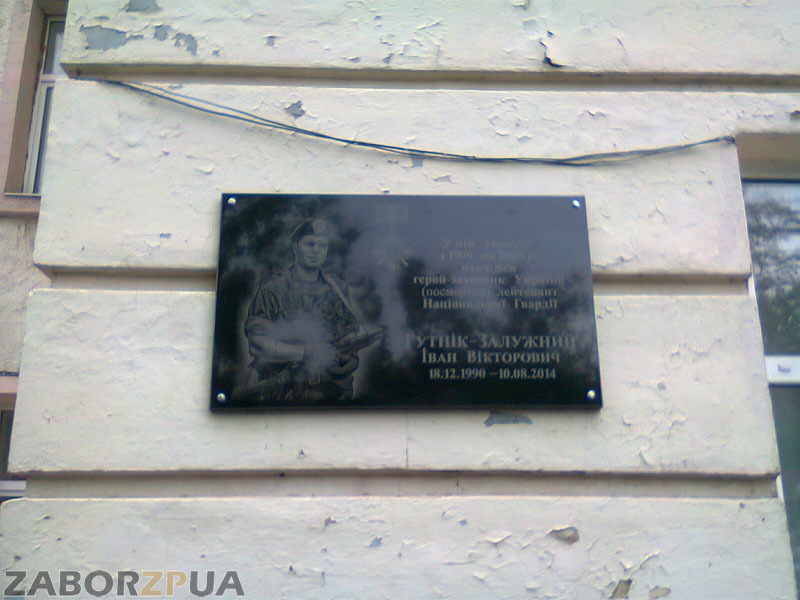 У цій
з 1999 по 2008 р.
навчався
герой-захисник України
(посмертно) лейтенант
Національної Гвардії
ГУТНІК-ЗАЛУЖНИЙ
Іван Вікторович
18.12.1990 – 10.08.2014
ZABORZPUA